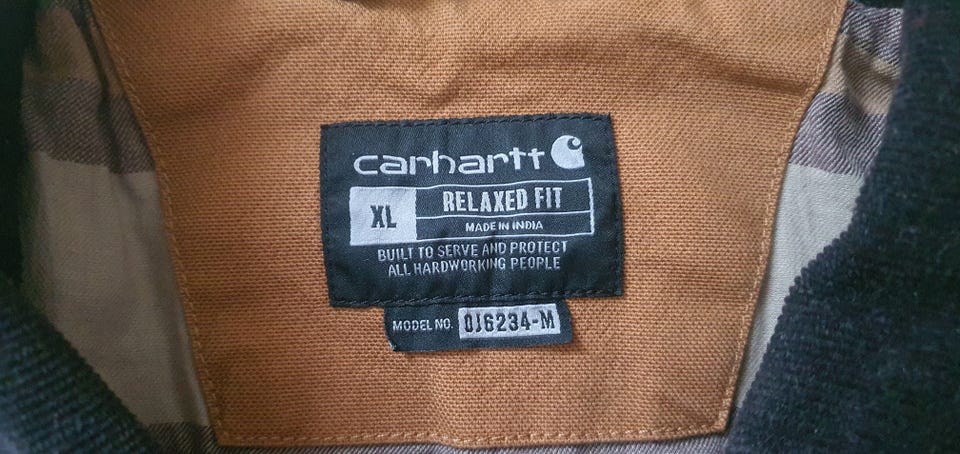 carhartt
XL
RELAXED FIT
MADE IN INDIA
BUILT TO SERVE AND PROTECT
ALL HARDWORKING PEOPLE
MODEL NO. OJ6234-M